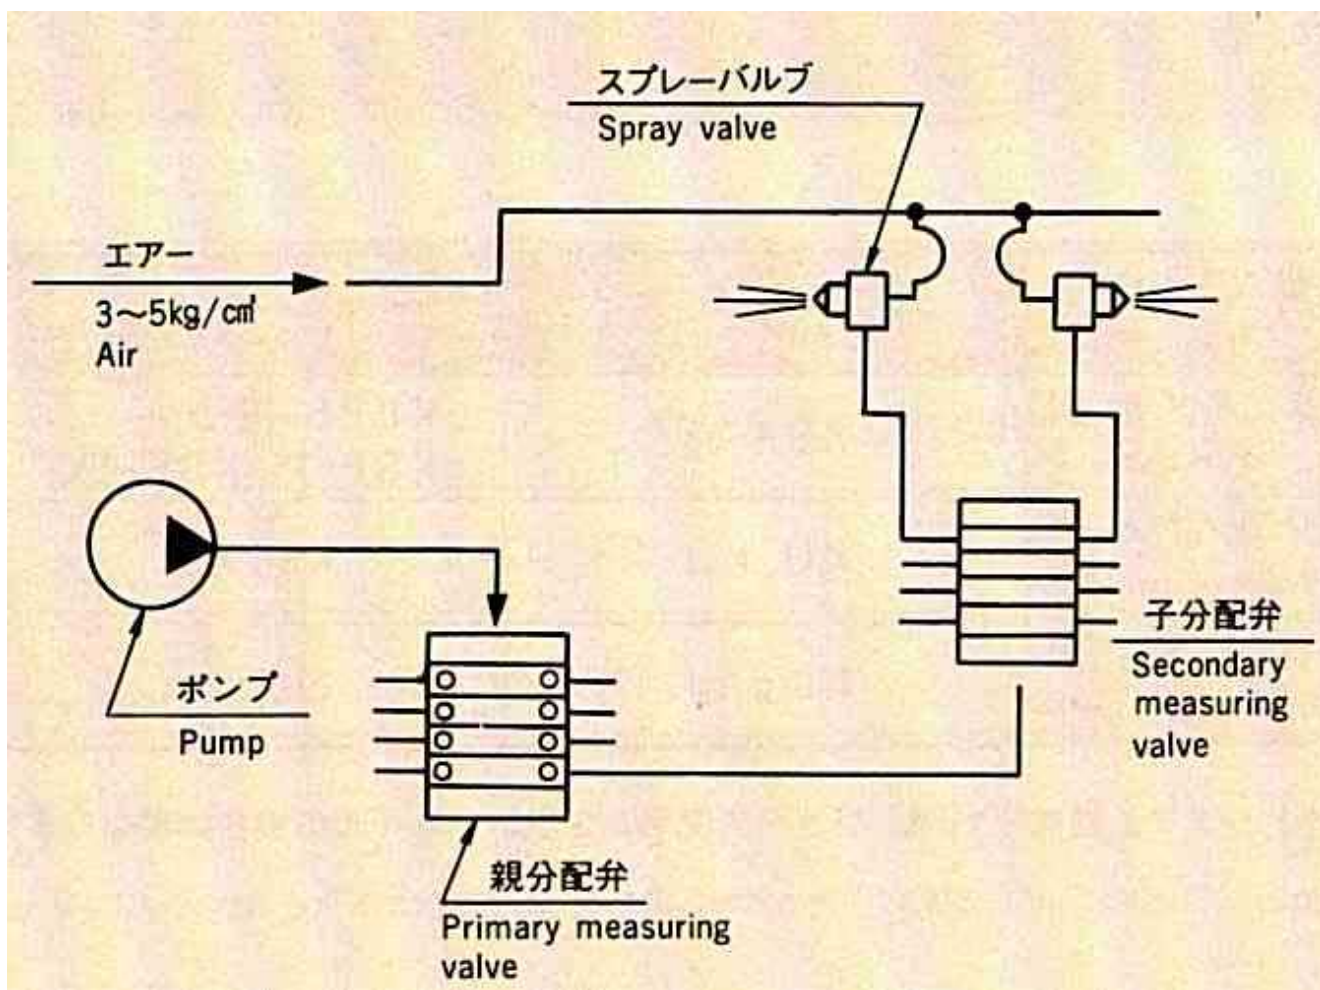 スプレーバルブ
Spray valve
エアー
3～5kg/c㎡
Air
ポンプ
Pump
子分配弁
Secondary
measuring
valve
親分配弁
Primary measuring
valve